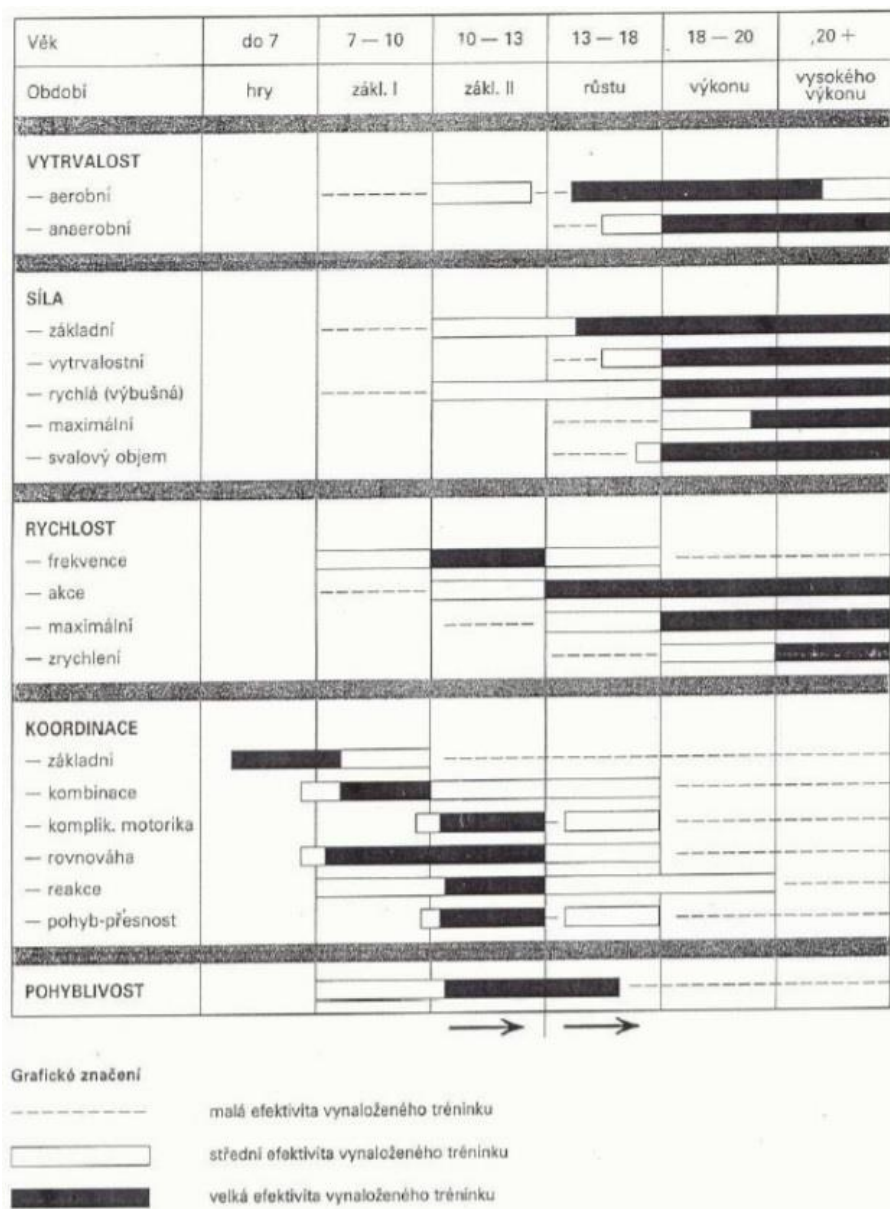 Věk do 7 7 — 10 10 — 13 13 — 18 18 — 20 ,20 +
Období hry zákl. I zákl. II růstu výkonu vysokého
výkonu
VYTRVALOST
— aerobní
— anaerobní
SÍLA
— základní
— vytrvalostní
— rychlá (výbušná)
— maximální
— svalový objem
RYCHLOST
— frekvence
— akce
— maximální
— zrychlení
KOORDINACE
— základní
— kombinace
— komplik. motorika
— rovnováha
— reakce
— pohyb-přesnost
POHYBLIVOST
Grafické značení
malá efektivita vynaloženého tréninku
střední efektivita vynaloženého tréninku
velká efektivita vynaloženého tréninku